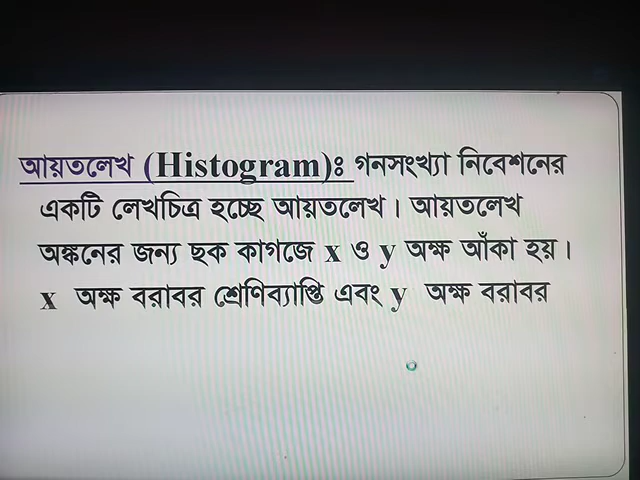 আয়তলেখ (Histogram)ঃ গনসংখ্যা নিবেশনের
একটি লেখচিত্র হচ্ছে আয়তলেখ। আয়তলেখ
অঙ্কনের জন্য ছক কাগজে x ও y অক্ষ আঁকা হয়।
x অক্ষ বরাবর শ্রেণিব্যাপ্তি এবং y অক্ষ বরাবর